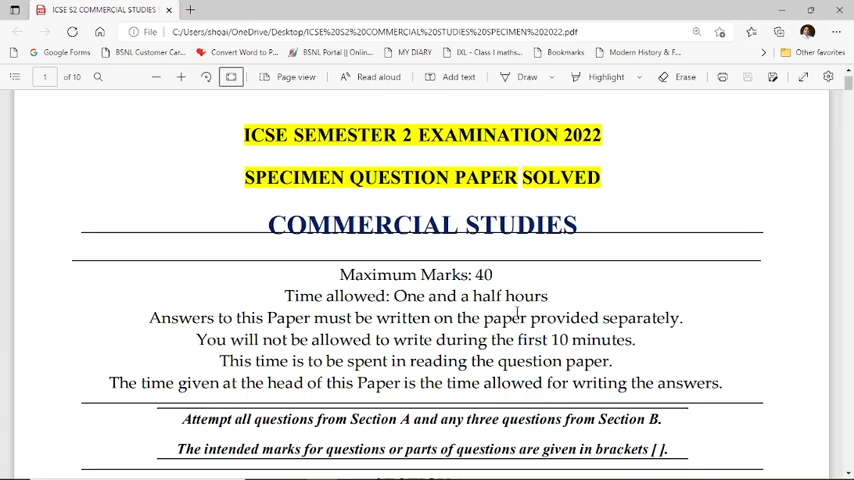 ICSE S2 COMMERCIAL STUDIES
File
C:/Users/shoai/OneDrive/Desktop/ICSE%20S2%20COMMERCIAL%20STUDIES%20SPECIMEN%202022.pdf
Google Forms
BSNL Customer Car...
Convert Word to P...
BSNL Portal || Onlin...
MY DIARY
IXL - Class I maths...
Bookmarks
Modern History & F...
Other favorites
1 of 10
Page view
Read aloud
Add text
Draw
Highlight
Erase
ICSE SEMESTER 2 EXAMINATION 2022
SPECIMEN QUESTION PAPER SOLVED
COMMERCIAL STUDIES
Maximum Marks: 40
Time allowed: One and a half hours
Answers to this Paper must be written on the paper provided separately.
You will not be allowed to write during the first 10 minutes.
This time is to be spent in reading the question paper.
The time given at the head of this Paper is the time allowed for writing the answers.
Attempt all questions from Section A and any three questions from Section B.
The intended marks for questions or parts of questions are given in brackets [ ].